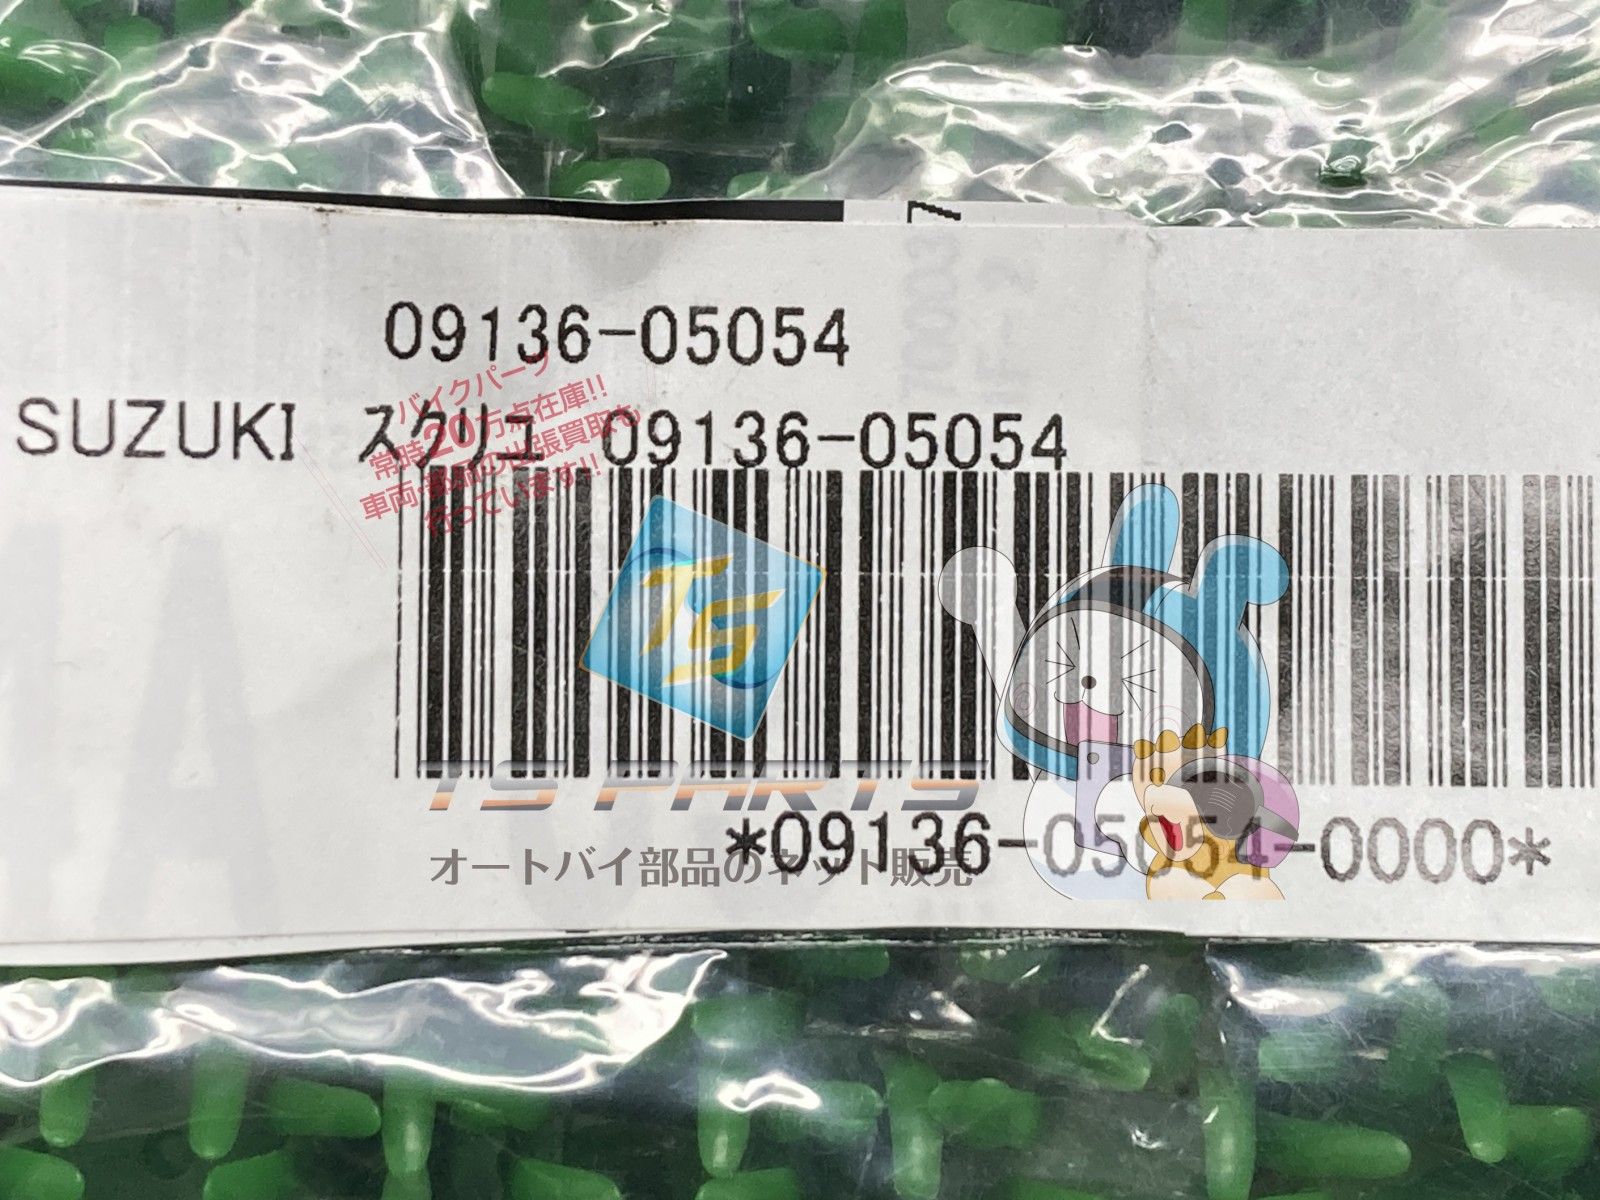 09136-05054
SUZUKI ｽｸﾘﾕ 09136-05054
バイクパーツ
常時20万点在庫!!
車両・部品の出張買取も
行っています!!
TS
TS PARTS
*09136-05054-0000*
オートバイ部品のネット販売